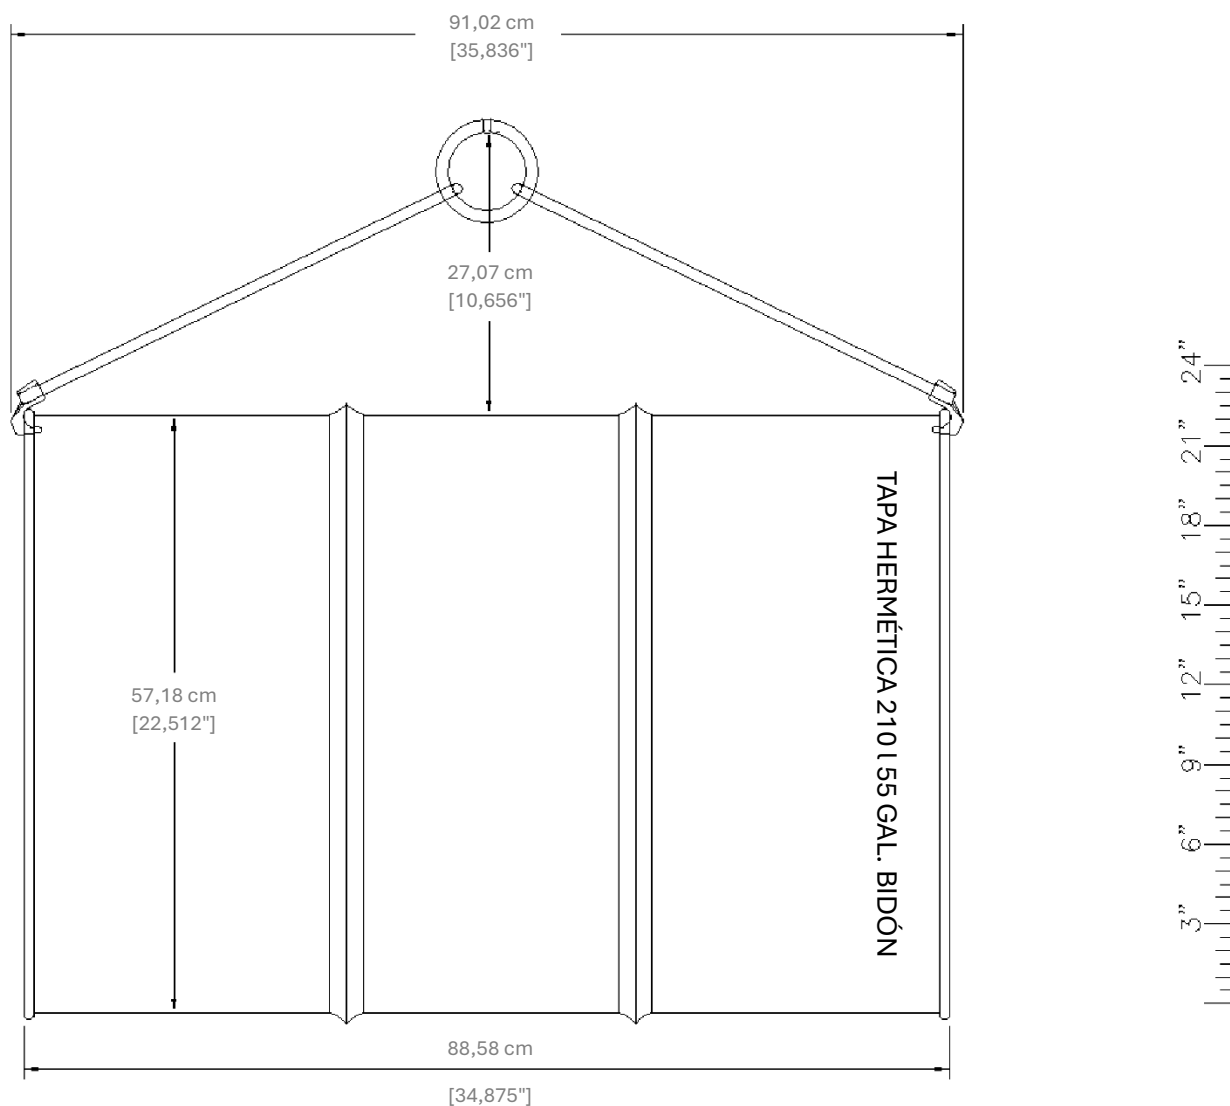 91,02 cm
[35,836"]
27,07 cm
[10,656"]
57,18 cm
[22,512"]
TAPA HERMÉTICA 210 l 55 GAL. BIDÓN
88,58 cm
[34,875"]
24”
21”
18”
15”
12”
9”
6”
3”